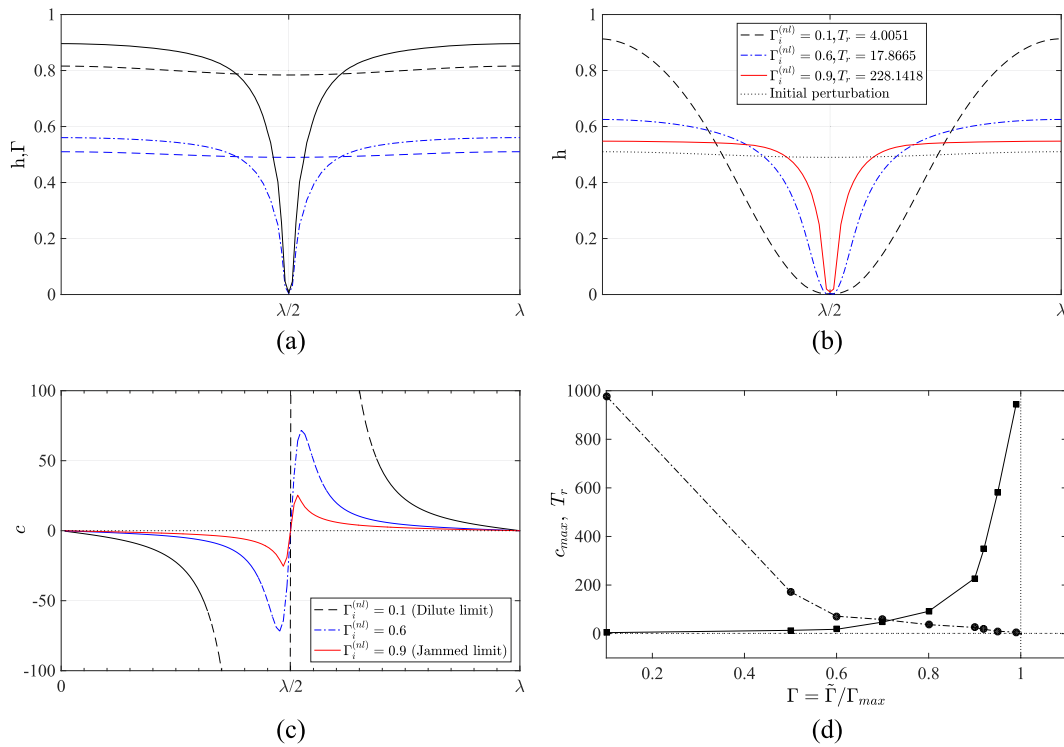 1
0.8
0.6
0.4
0.2
0
h,Γ
λ/2
λ
(a)
1
0.8
0.6
0.4
0.2
0
h
Γ_i^(nl) = 0.1, T_r = 4.0051
Γ_i^(nl) = 0.6, T_r = 17.8665
Γ_i^(nl) = 0.9, T_r = 228.1418
Initial perturbation
λ/2
λ
(b)
100
50
0
-50
-100
c
Γ_i^(nl) = 0.1 (Dilute limit)
Γ_i^(nl) = 0.6
Γ_i^(nl) = 0.9 (Jammed limit)
0
λ/2
λ
(c)
1000
800
600
400
200
0
c_max, T_r
0.2
0.4
0.6
0.8
1
Γ = Γ̃/Γ_max
(d)